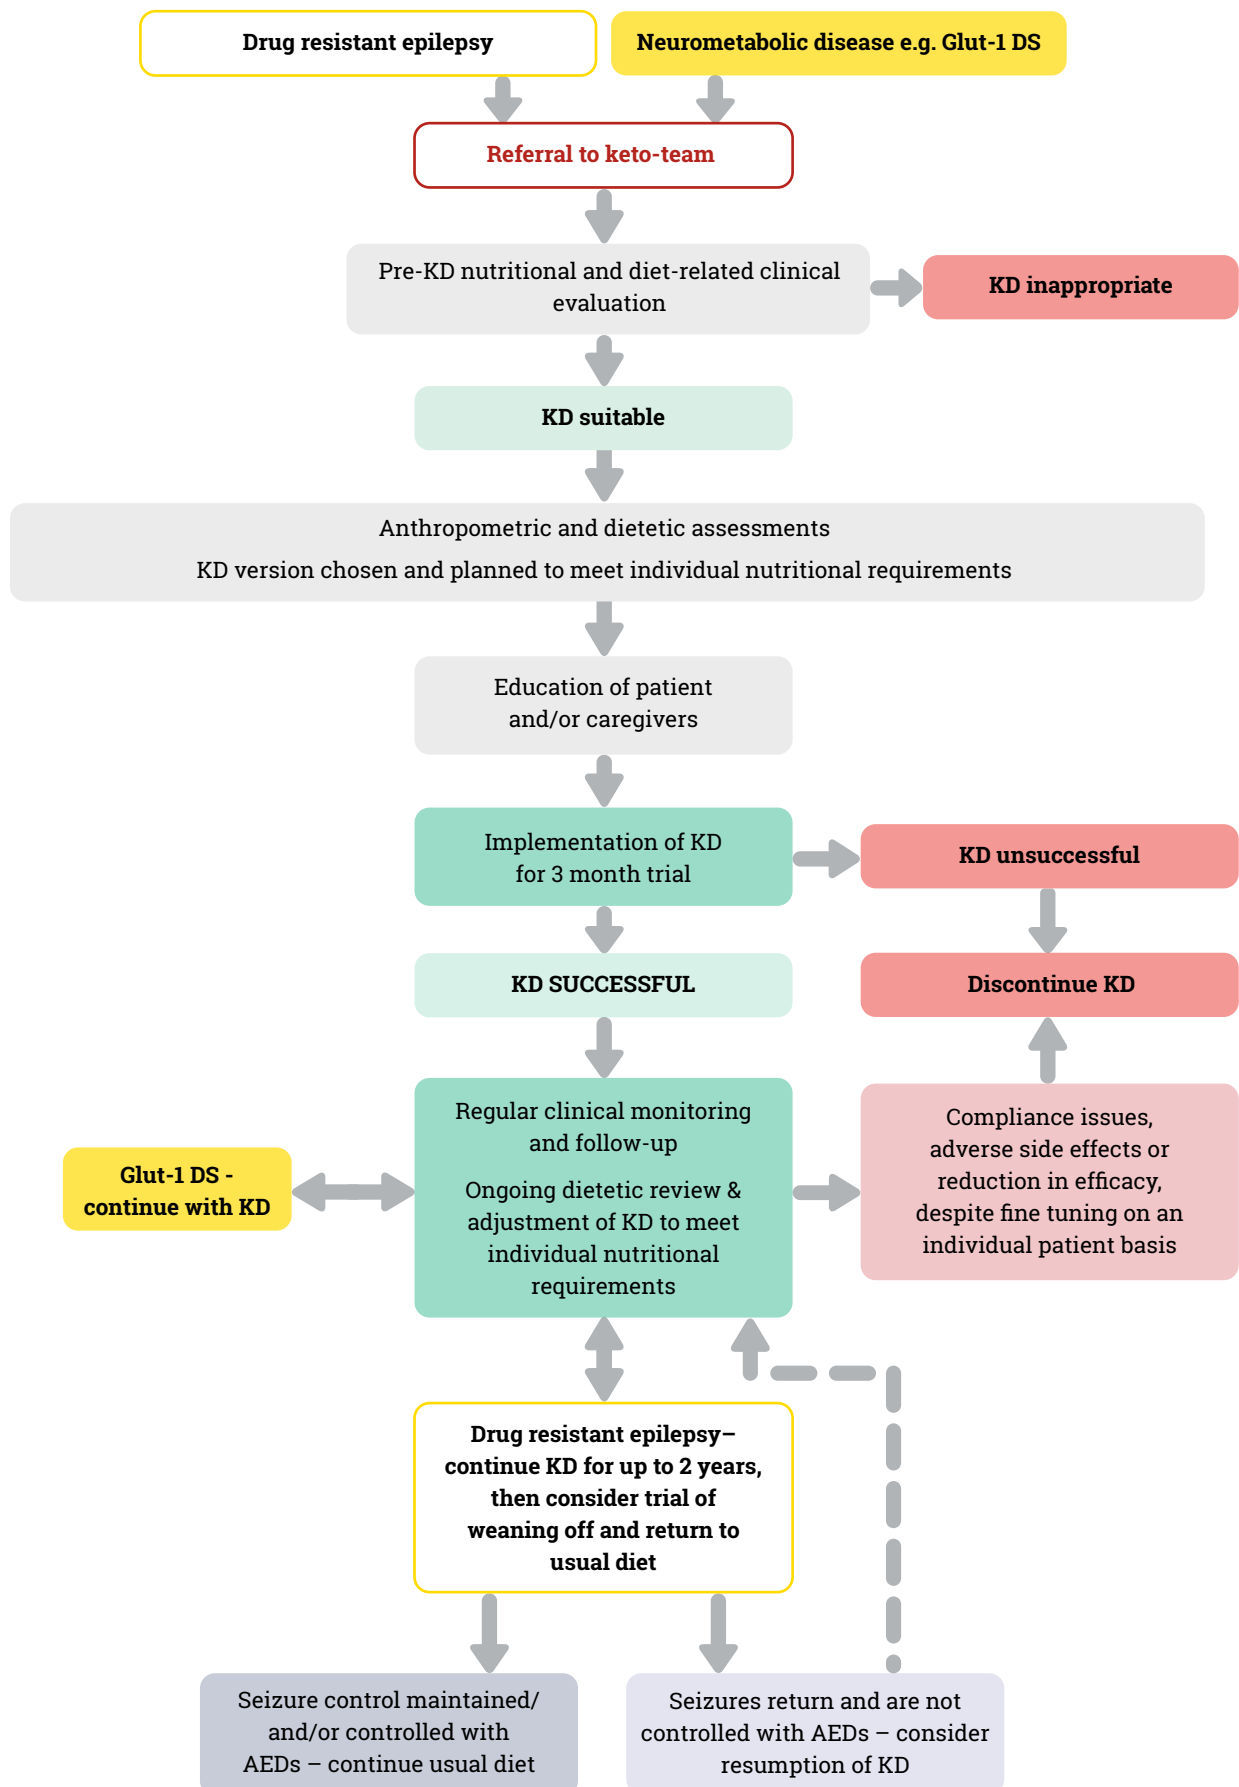 Drug resistant epilepsy
Neurometabolic disease e.g. Glut-1 DS
Referral to keto-team
Pre-KD nutritional and diet-related clinical
evaluation
KD inappropriate
KD suitable
Anthropometric and dietetic assessments
KD version chosen and planned to meet individual nutritional requirements
Education of patient
and/or caregivers
Implementation of KD
for 3 month trial
KD unsuccessful
KD SUCCESSFUL
Discontinue KD
Regular clinical monitoring
and follow-up
Ongoing dietetic review &
adjustment of KD to meet
individual nutritional
requirements
Glut-1 DS -
continue with KD
Compliance issues,
adverse side effects or
reduction in efficacy,
despite fine tuning on an
individual patient basis
Drug resistant epilepsy–
continue KD for up to 2 years,
then consider trial of
weaning off and return to
usual diet
Seizure control maintained/
and/or controlled with
AEDs – continue usual diet
Seizures return and are not
controlled with AEDs – consider
resumption of KD